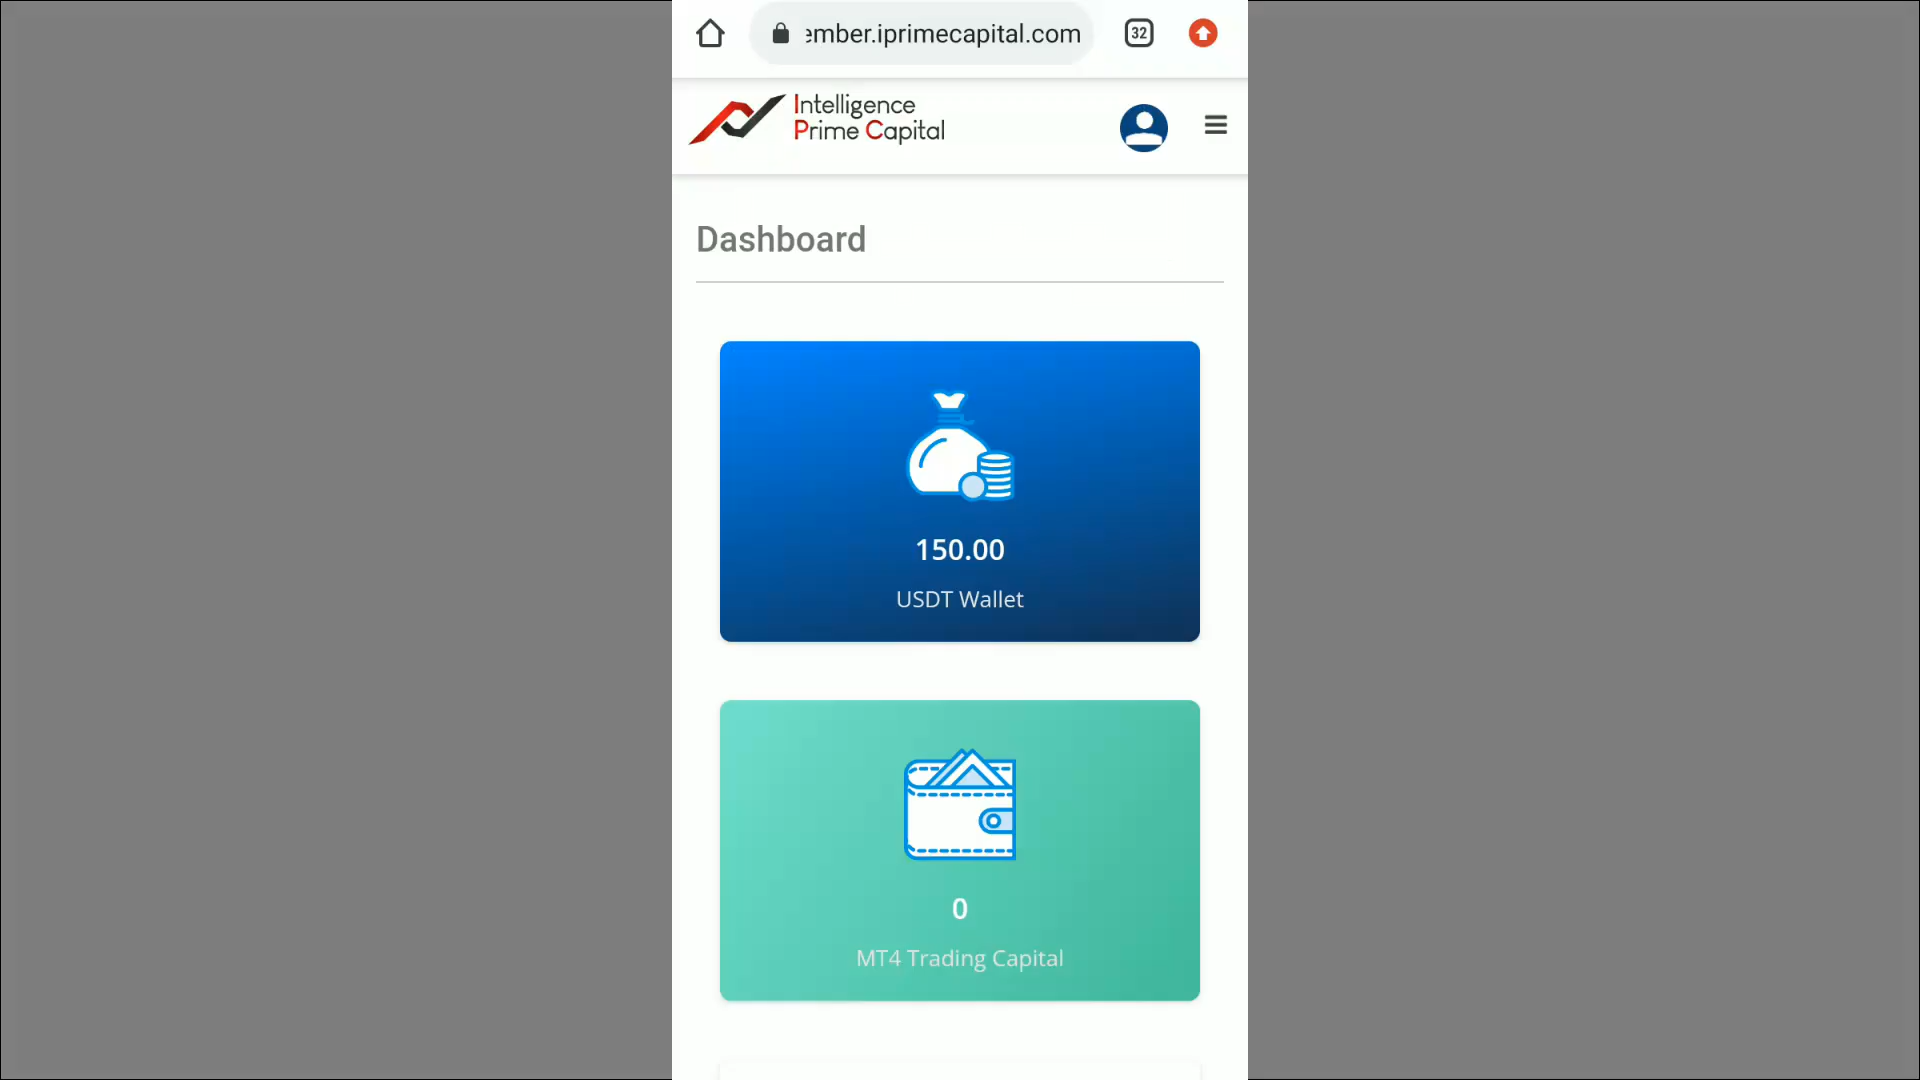 ember.iprimecapital.com
32
Intelligence
Prime Capital
Dashboard
150.00
USDT Wallet
0
MT4 Trading Capital